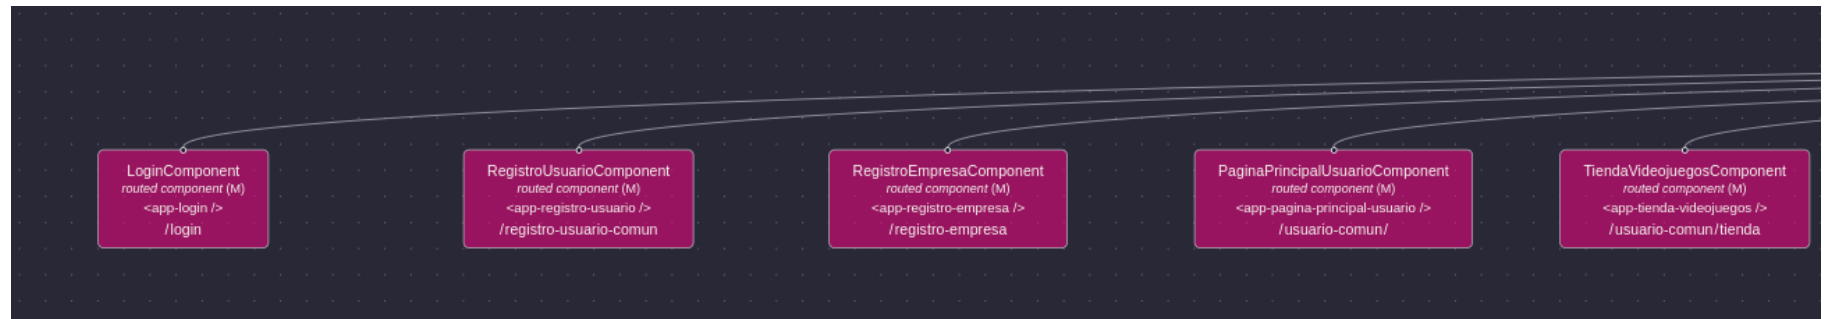 LoginComponent
routed component (M)
<app-login />
/login
RegistroUsuarioComponent
routed component (M)
<app-registro-usuario />
/registro-usuario-comun
RegistroEmpresaComponent
routed component (M)
<app-registro-empresa />
/registro-empresa
PaginaPrincipalUsuarioComponent
routed component (M)
<app-pagina-principal-usuario />
/usuario-comun/
TiendaVideojuegosComponent
routed component (M)
<app-tienda-videojuegos />
/usuario-comun/tienda